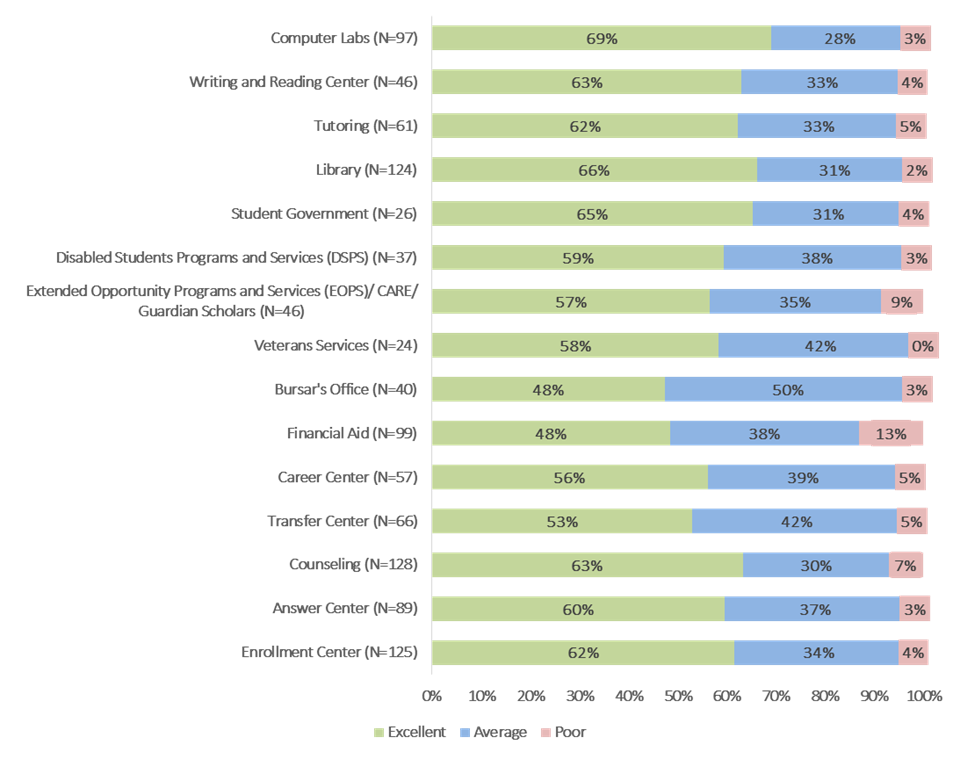 Computer Labs (N=97) 69% 28% 3%
Writing and Reading Center (N=46) 63% 33% 4%
Tutoring (N=61) 62% 33% 5%
Library (N=124) 66% 31% 2%
Student Government (N=26) 65% 31% 4%
Disabled Students Programs and Services (DSPS) (N=37) 59% 38% 3%
Extended Opportunity Programs and Services (EOPS)/ CARE/
Guardian Scholars (N=46) 57% 35% 9%
Veterans Services (N=24) 58% 42% 0%
Bursar's Office (N=40) 48% 50% 3%
Financial Aid (N=99) 48% 38% 13%
Career Center (N=57) 56% 39% 5%
Transfer Center (N=66) 53% 42% 5%
Counseling (N=128) 63% 30% 7%
Answer Center (N=89) 60% 37% 3%
Enrollment Center (N=125) 62% 34% 4%
0% 10% 20% 30% 40% 50% 60% 70% 80% 90% 100%
Excellent Average Poor